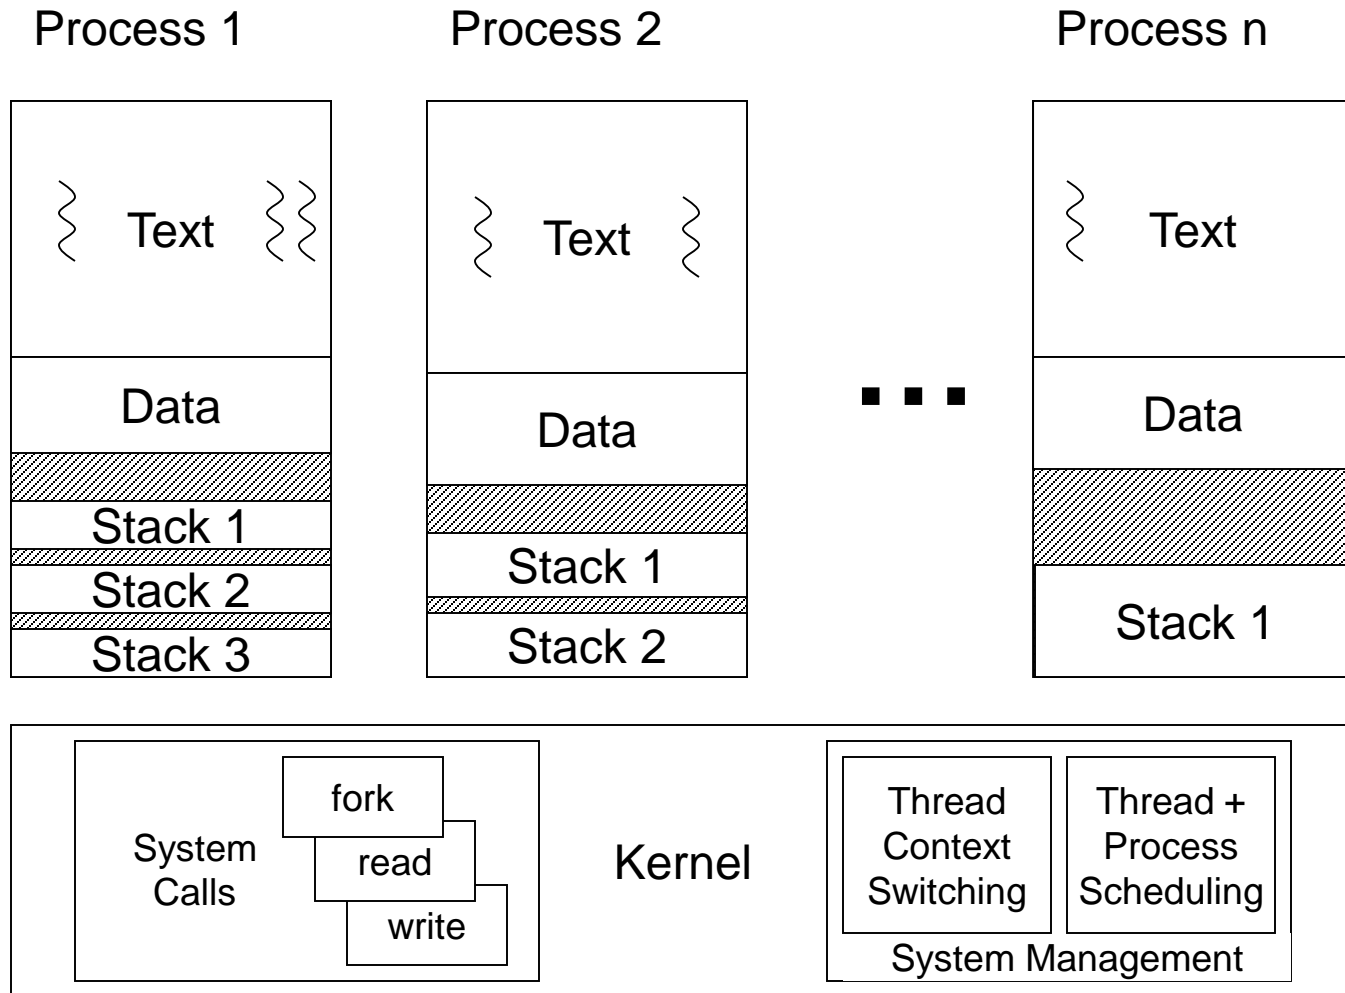 Process 1
Process 2
Process n
Text
Data
Stack 1
Stack 2
Stack 3
Text
Data
Stack 1
Stack 2
Text
Data
Stack 1
System
Calls
fork
read
write
Kernel
Thread
Context
Switching
Thread +
Process
Scheduling
System Management